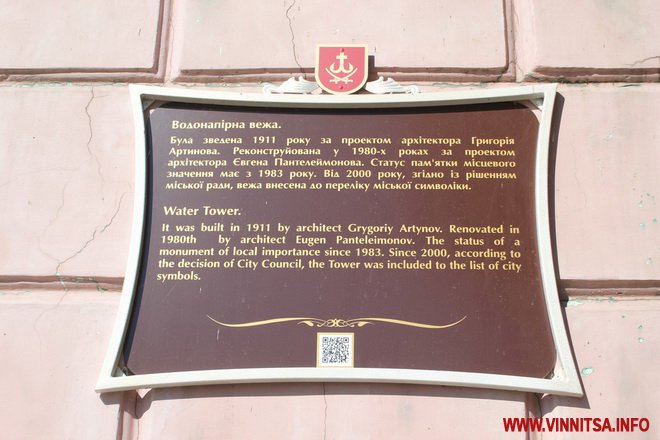 Водонапірна вежа.
Була зведена 1911 року за проектом архітектора Григорія
Артинова. Реконструйована у 1980-х роках за проектом
архітектора Євгена Пантелеймонова. Статус пам'ятки місцевого
значення має з 1983 року. Від 2000 року, згідно із рішенням
міської ради, вежа внесена до переліку міської символіки.
Water Tower.
It was built in 1911 by architect Grygoriy Artynov. Renovated in
1980th by architect Eugen Panteleimonov. The status of a
monument of local importance since 1983. Since 2000, according to
the decision of City Council, the Tower was included to the list of city
symbols.
WWW.VINNITSA.INFO